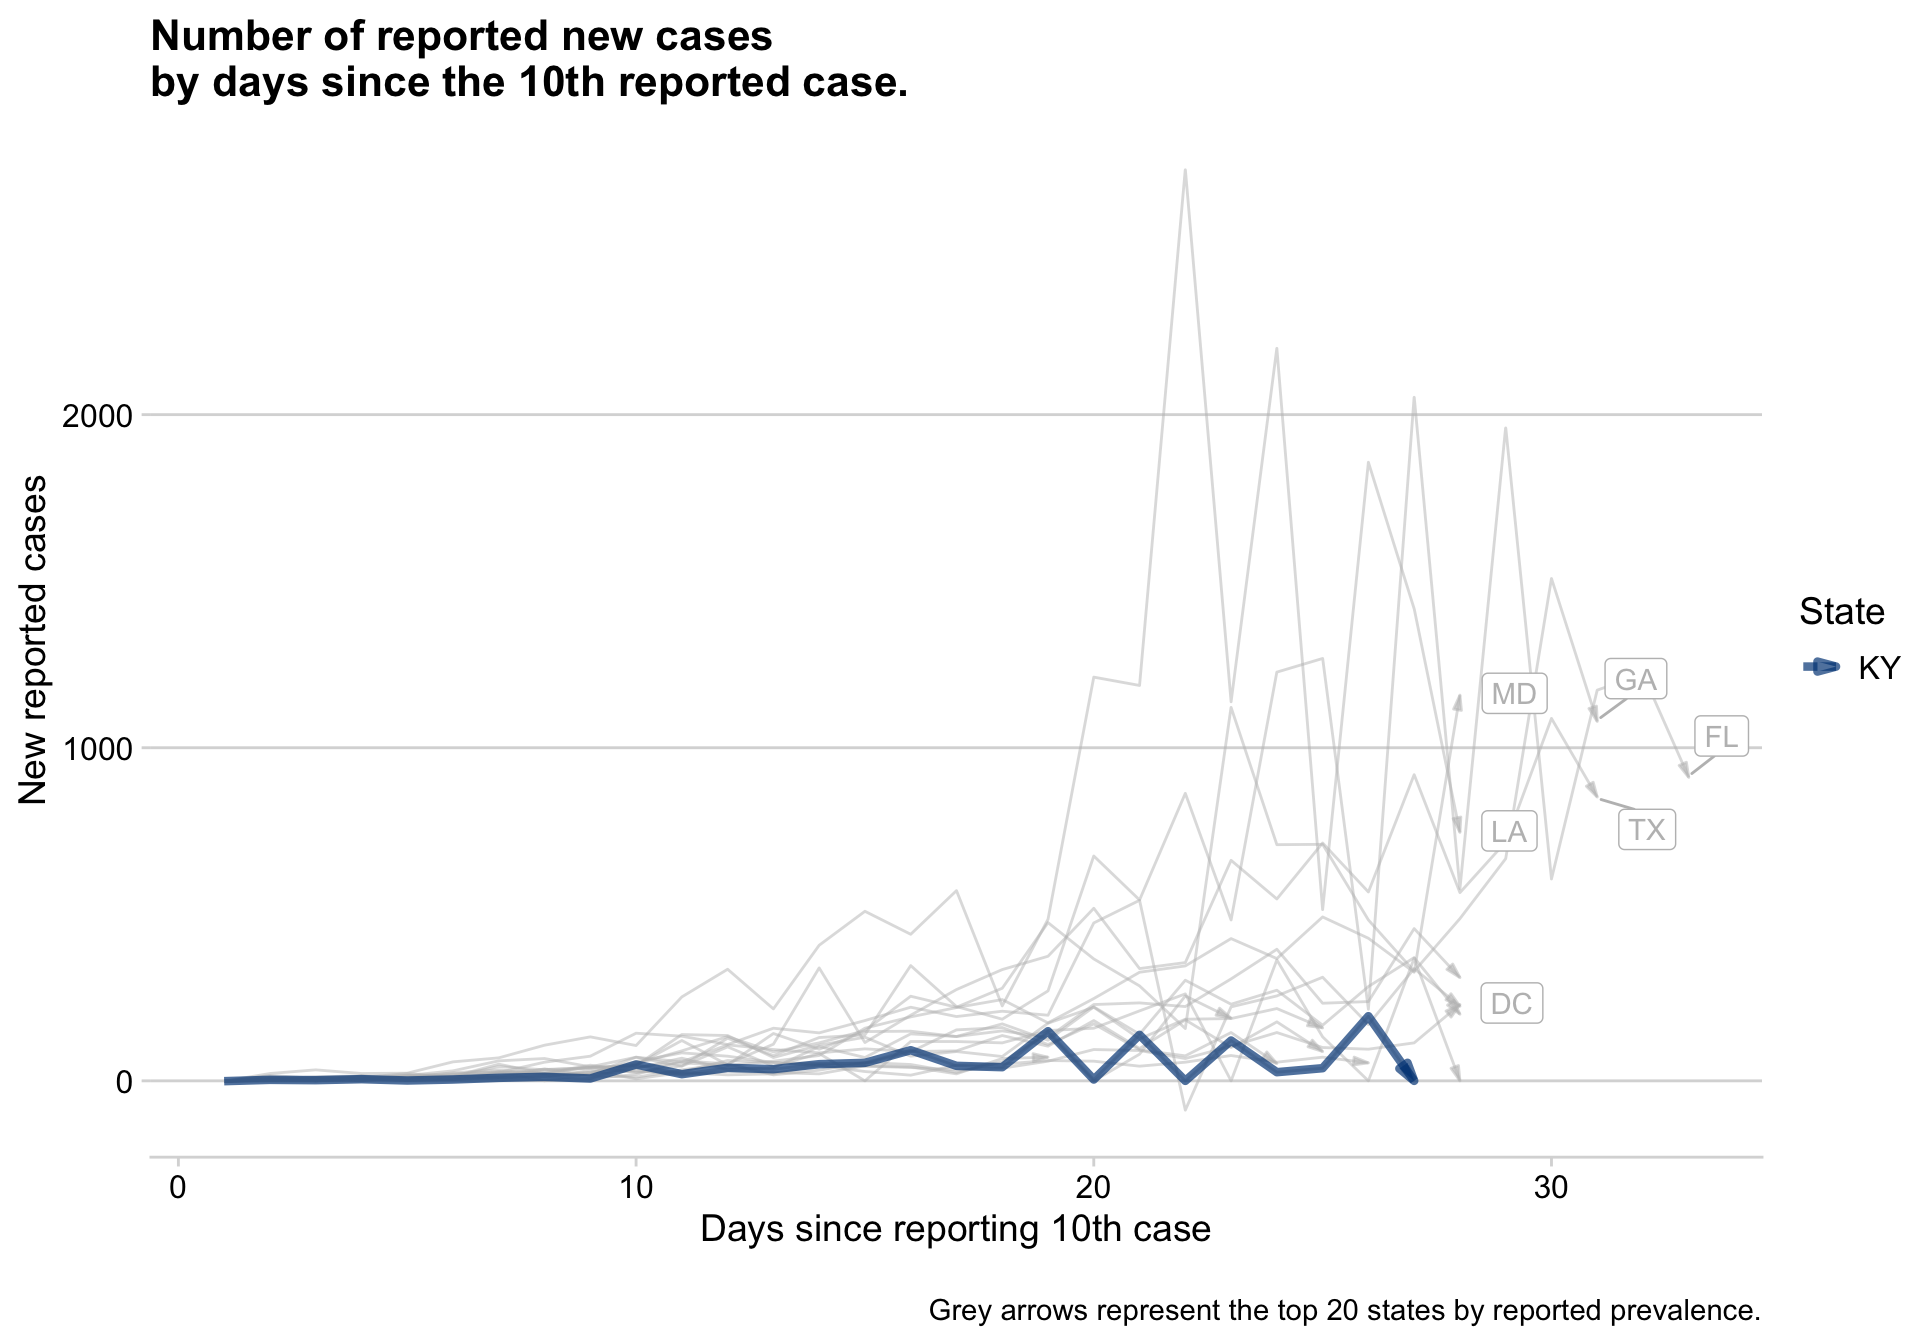 Number of reported new cases
by days since the 10th reported case.
New reported cases
2000
1000
0
MD
GA
FL
LA
TX
DC
State
KY
0
10
20
30
Days since reporting 10th case
Grey arrows represent the top 20 states by reported prevalence.